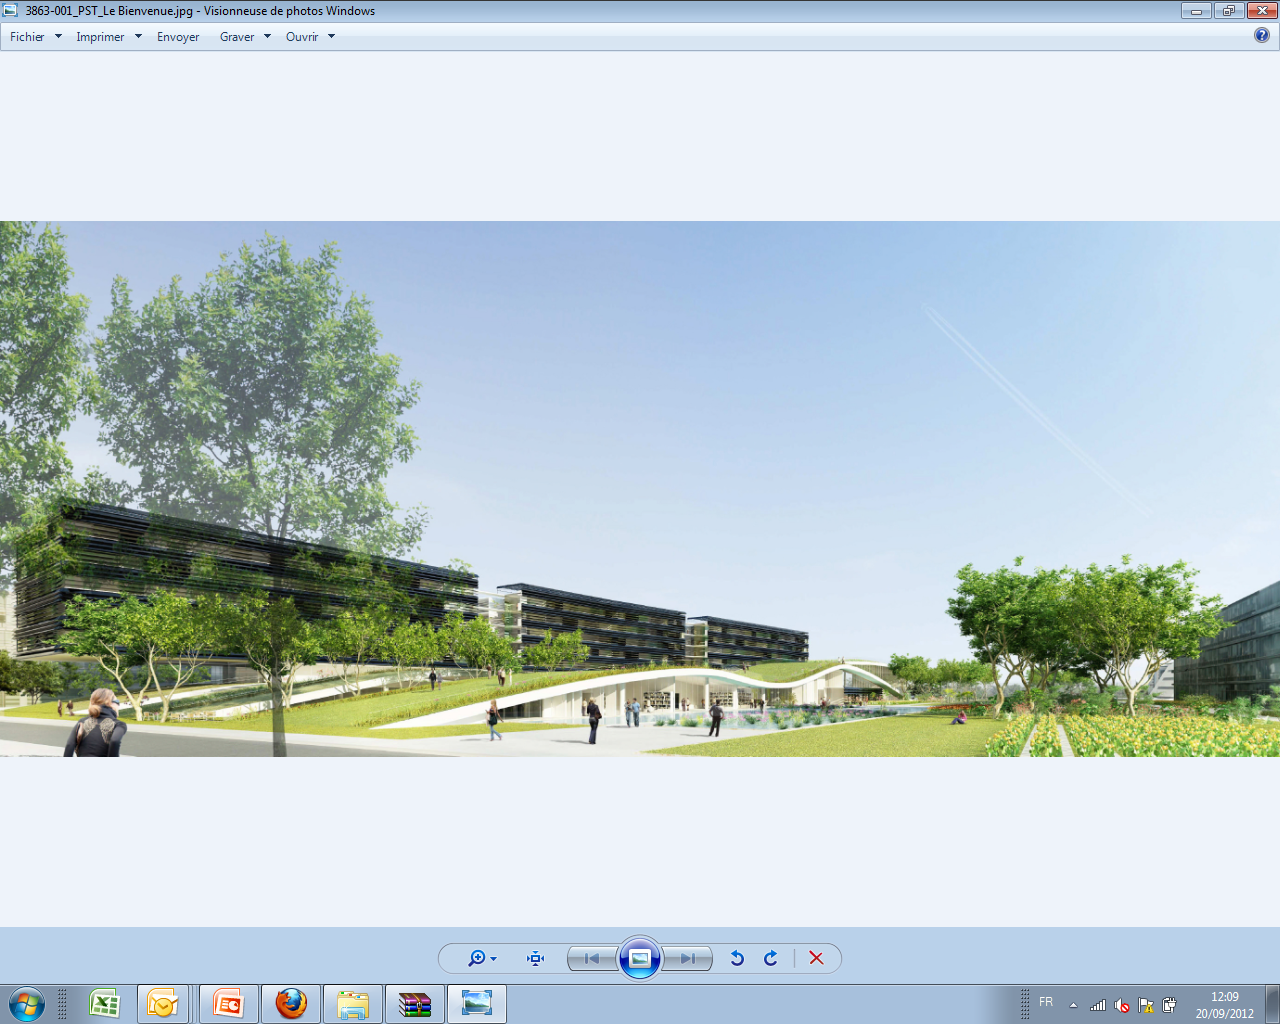 3863-001_PST_Le Bienvenue.jpg - Visionneuse de photos Windows
Fichier Imprimer Envoyer Graver Ouvrir
FR
12:09
20/09/2012